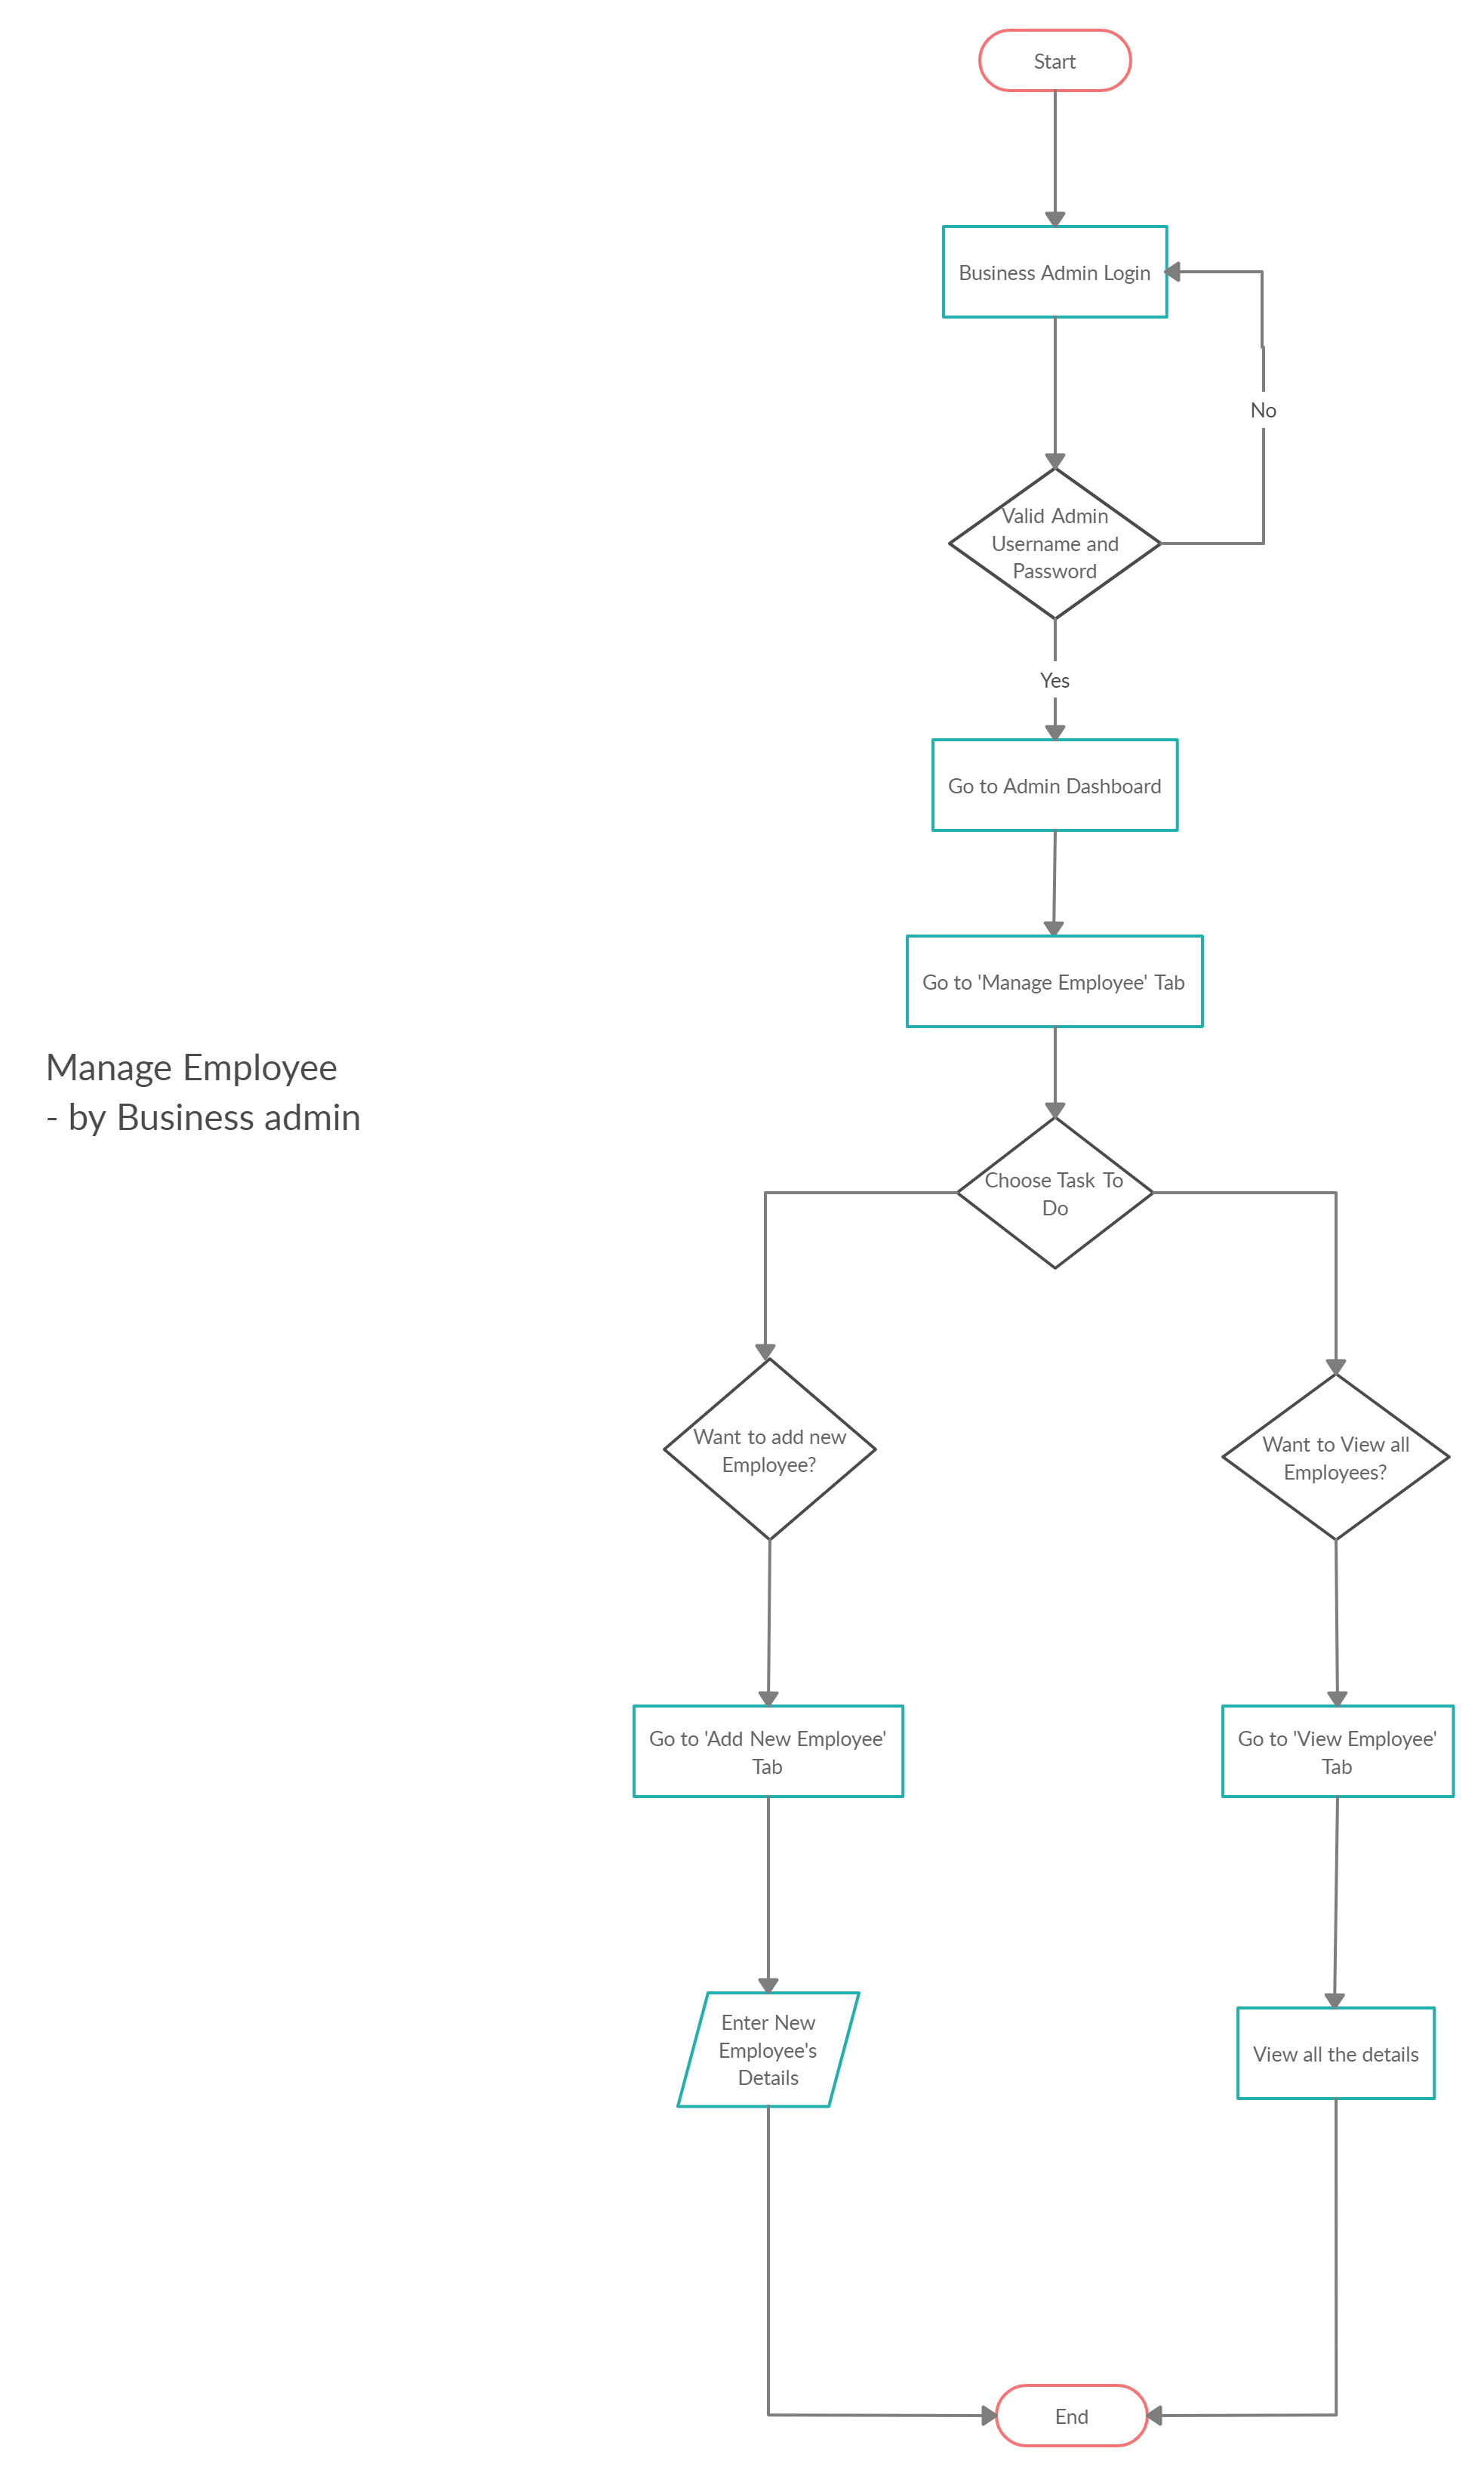 Start
Business Admin Login
No
Valid Admin
Username and
Password
Yes
Go to Admin Dashboard
Go to 'Manage Employee' Tab
Manage Employee
- by Business admin
Choose Task To
Do
Want to add new
Employee?
Want to View all
Employees?
Go to 'Add New Employee'
Tab
Go to 'View Employee'
Tab
Enter New
Employee's
Details
View all the details
End